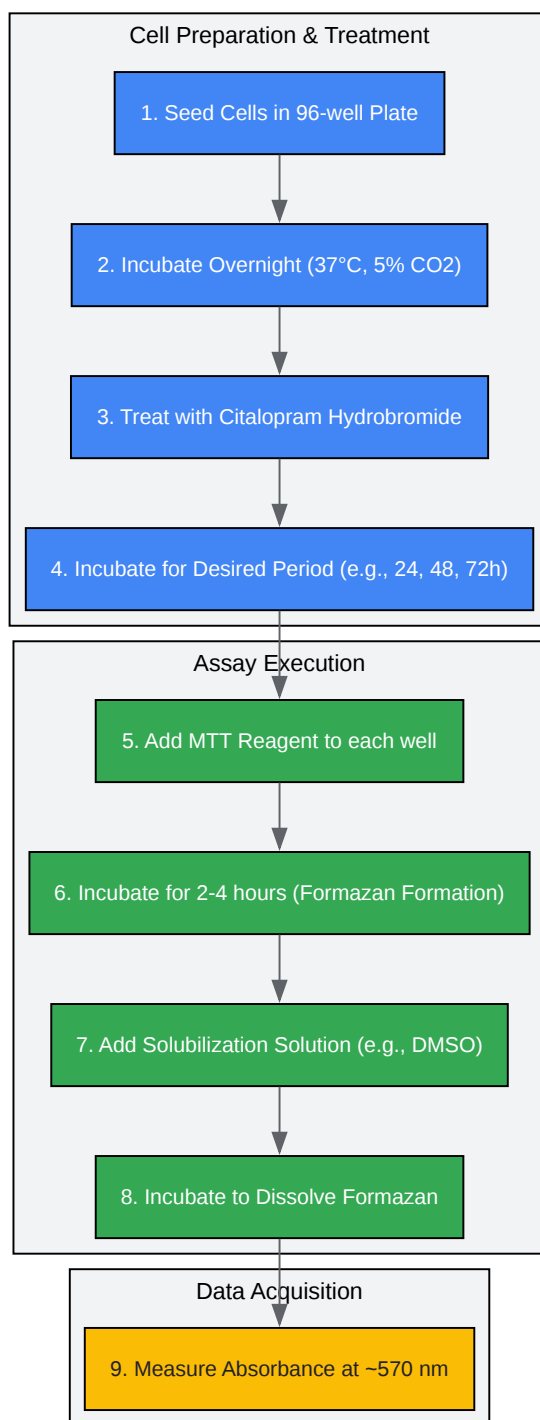 Cell Preparation & Treatment
1. Seed Cells in 96-well Plate
2. Incubate Overnight (37°C, 5% CO2)
3. Treat with Citalopram Hydrobromide
4. Incubate for Desired Period (e.g., 24, 48, 72h)
Assay Execution
5. Add MTT Reagent to each well
6. Incubate for 2-4 hours (Formazan Formation)
7. Add Solubilization Solution (e.g., DMSO)
8. Incubate to Dissolve Formazan
Data Acquisition
9. Measure Absorbance at ~570 nm